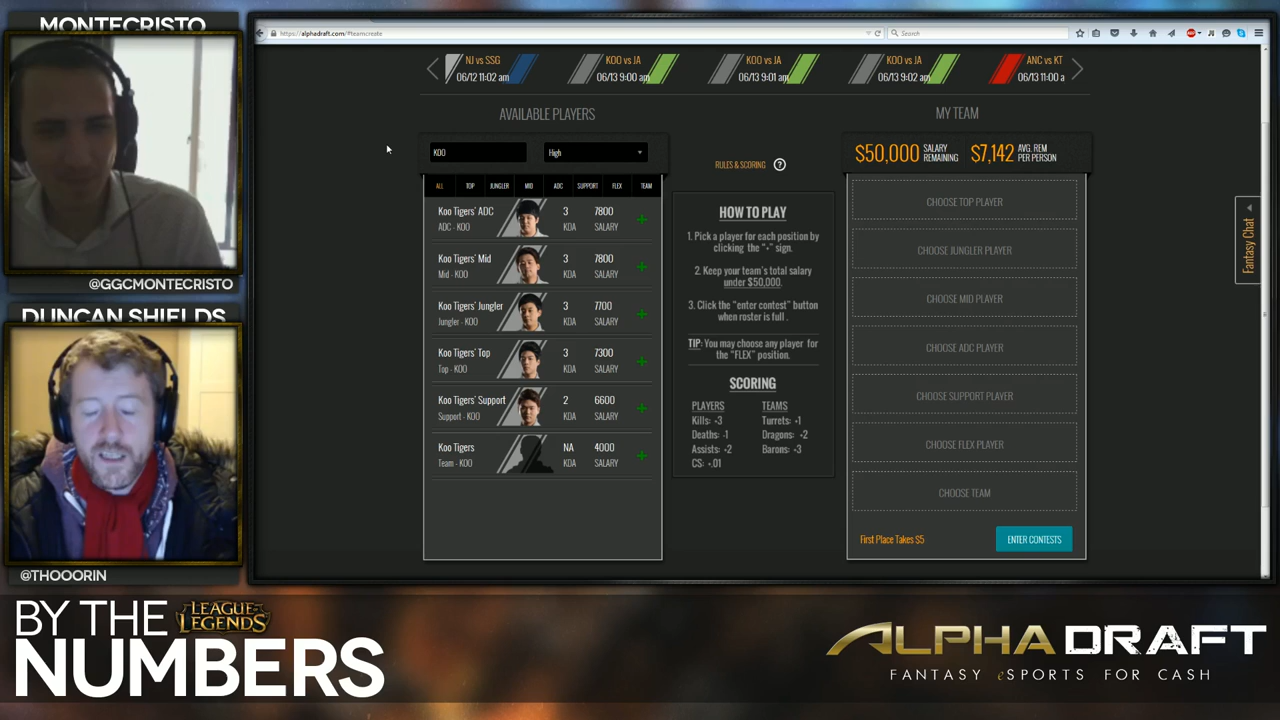 MONTECRISTO
@GGCMONTECRISTO
DUNCAN SHIELDS
@THOOORIN
https://alphadraft.com/#teamcreate
Search
NJ vs SSG
06/12 11:02 am
KOO vs JA
06/13 9:00 am
KOO vs JA
06/13 9:01 am
KOO vs JA
06/13 9:02 am
ANC vs KT
06/13 11:00 a
AVAILABLE PLAYERS
KOO
High
ALL TOP JUNGLER MID ADC SUPPORT FLEX TEAM
Koo Tigers' ADC 3 7800
ADC - KOO KDA SALARY
Koo Tigers' Mid 3 7800
Mid - KOO KDA SALARY
Koo Tigers' Jungler 3 7700
Jungler - KOO KDA SALARY
Koo Tigers' Top 3 7300
Top - KOO KDA SALARY
Koo Tigers' Support 2 6600
Support - KOO KDA SALARY
Koo Tigers NA 4000
Team - KOO KDA SALARY
RULES & SCORING ?
HOW TO PLAY
1. Pick a player for each position by
clicking the "+" sign.
2. Keep your team's total salary
under $50,000.
3. Click the "enter contest" button
when roster is full .
TIP: You may choose any player for
the "FLEX" position.
SCORING
PLAYERS TEAMS
Kills: +3 Turrets: +1
Deaths: -1 Dragons: +2
Assists: +2 Barons: +3
CS: +.01
MY TEAM
$50,000 SALARY REMAINING $7,142 AVG. REM PER PERSON
CHOOSE TOP PLAYER
CHOOSE JUNGLER PLAYER
CHOOSE MID PLAYER
CHOOSE ADC PLAYER
CHOOSE SUPPORT PLAYER
CHOOSE FLEX PLAYER
CHOOSE TEAM
First Place Takes $5
ENTER CONTESTS
Fantasy Chat
BY THE LEAGUE OF LEGENDS
NUMBERS
ALPHADRAFT
FANTASY eSPORTS FOR CASH